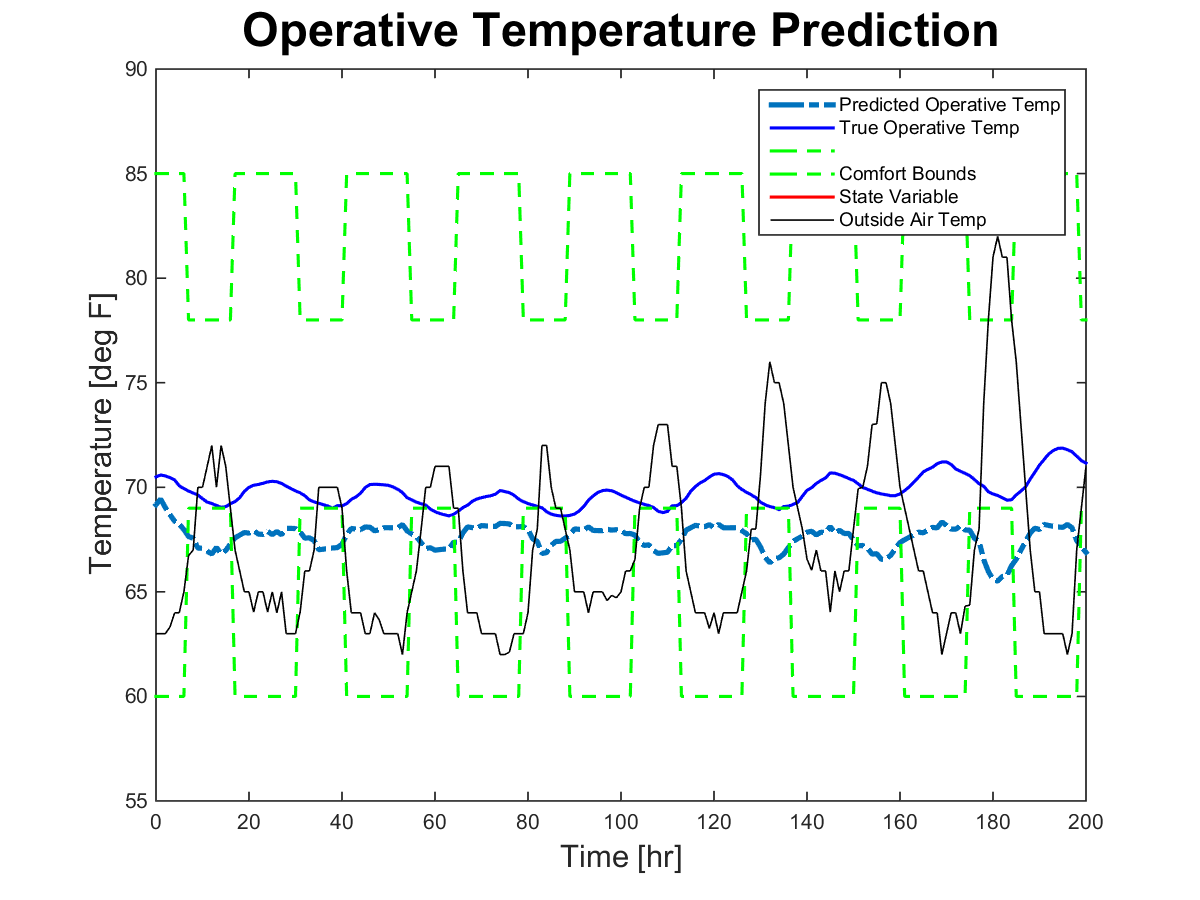 Operative Temperature Prediction
90
85
80
75
70
65
60
55
Temperature [deg F]
Predicted Operative Temp
True Operative Temp
Comfort Bounds
State Variable
Outside Air Temp
0 20 40 60 80 100 120 140 160 180 200
Time [hr]